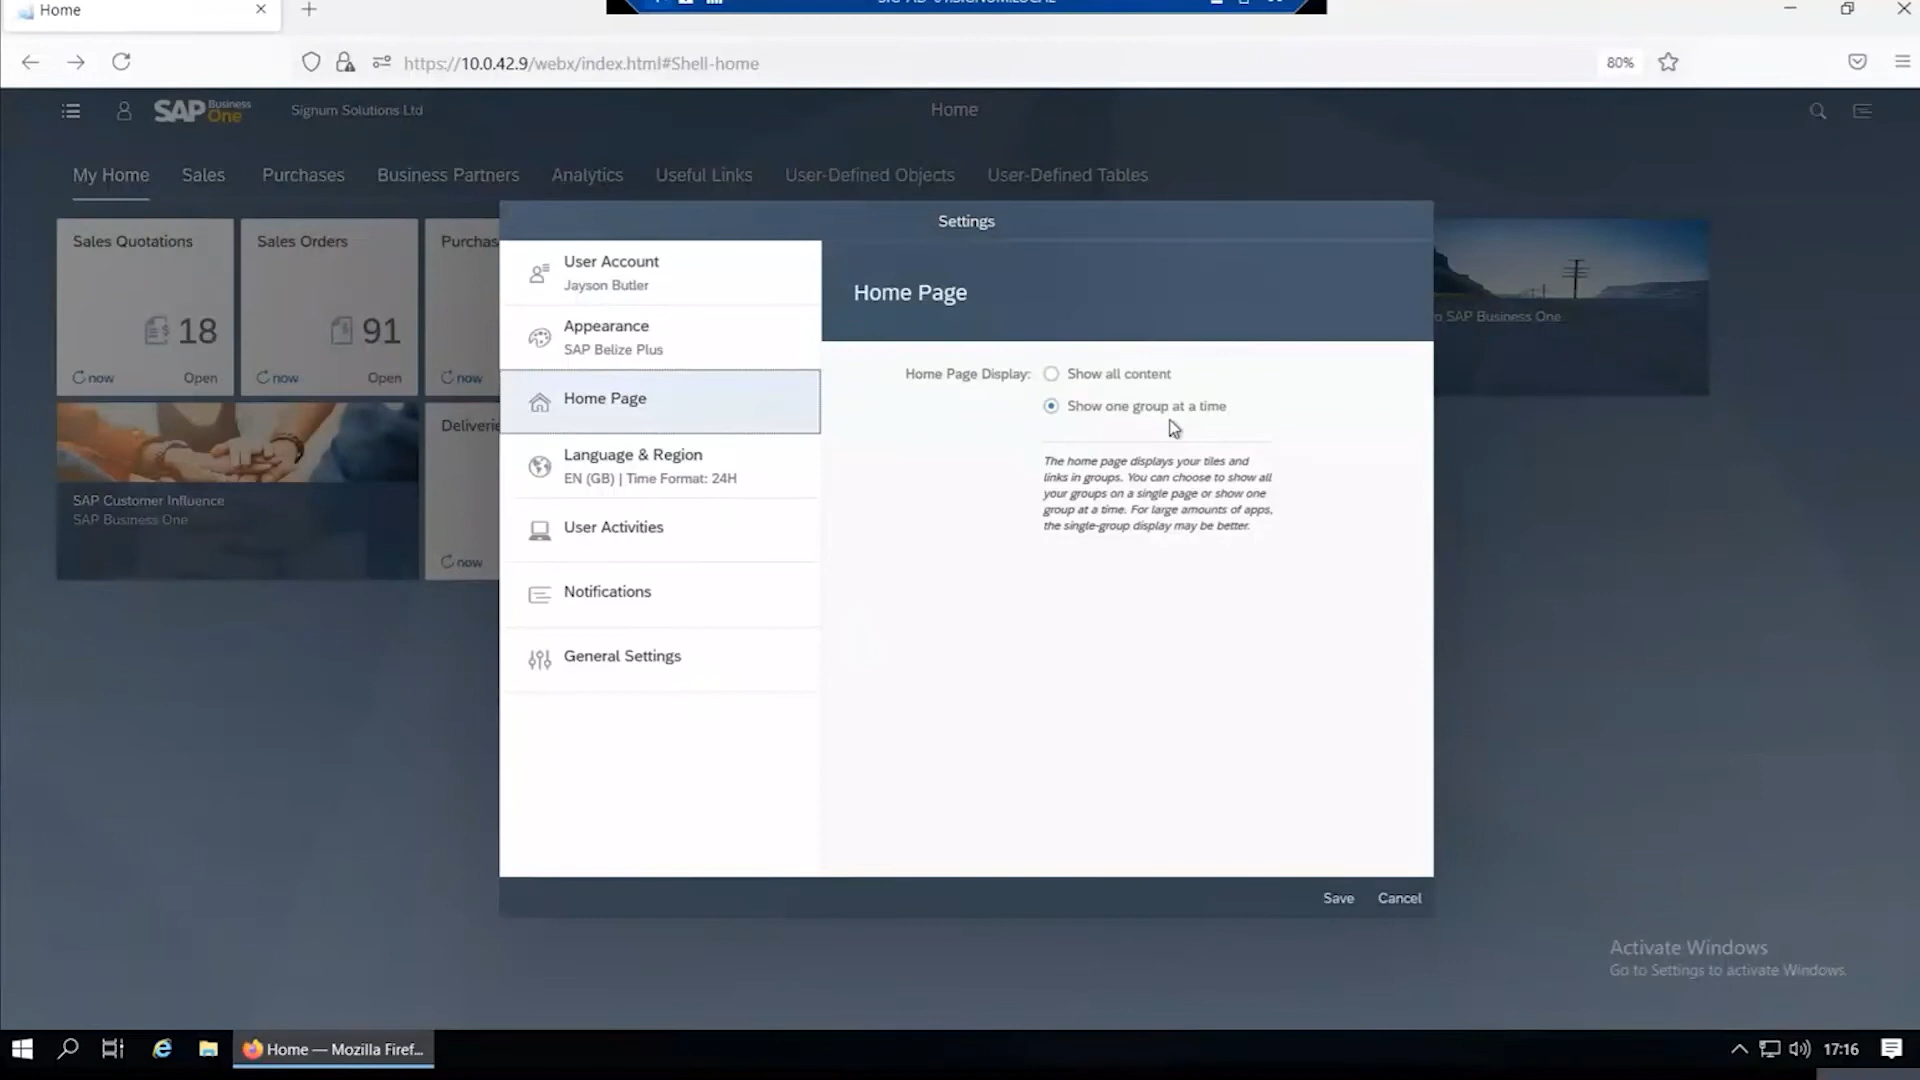 Home
https://10.0.42.9/webx/index.html#Shell-home
80%
SAP Business One
Signum Solutions Ltd
Home
My Home
Sales
Purchases
Business Partners
Analytics
Useful Links
User-Defined Objects
User-Defined Tables
Sales Quotations
18
now
Open
Sales Orders
91
now
Open
Purchas
now
SAP Business One
SAP Customer Influence
SAP Business One
Deliverie
now
Settings
User Account
Jayson Butler
Appearance
SAP Belize Plus
Home Page
Language & Region
EN (GB) | Time Format: 24H
User Activities
Notifications
General Settings
Home Page
Home Page Display:
Show all content
Show one group at a time
The home page displays your tiles and
links in groups. You can choose to show all
your groups on a single page or show one
group at a time. For large amounts of apps,
the single-group display may be better.
Save
Cancel
Activate Windows
Go to Settings to activate Windows.
Home — Mozilla Firef...
17:16